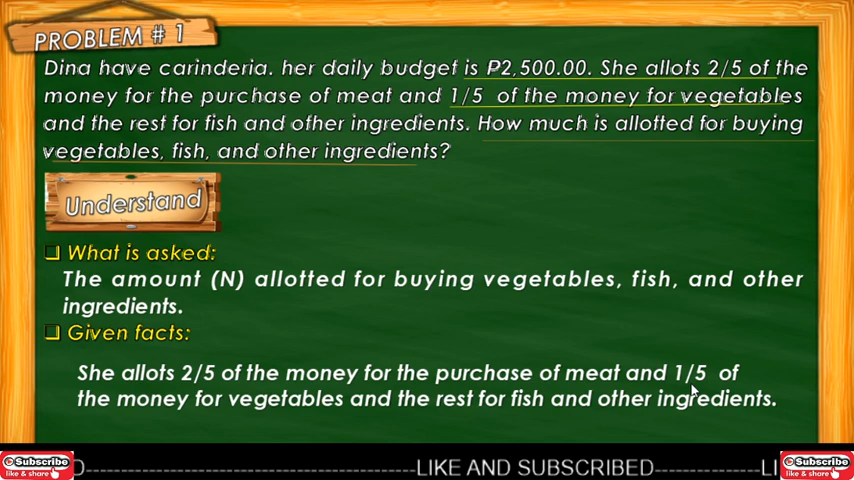 PROBLEM # 1
Dina have carinderia. her daily budget is ₱2,500.00. She allots 2/5 of the
money for the purchase of meat and 1/5 of the money for vegetables
and the rest for fish and other ingredients. How much is allotted for buying
vegetables, fish, and other ingredients?
Understand
What is asked:
The amount (N) allotted for buying vegetables, fish, and other
ingredients.
Given facts:
She allots 2/5 of the money for the purchase of meat and 1/5 of
the money for vegetables and the rest for fish and other ingredients.
Subscribe
like & share
D-----------------------------------------LIKE AND SUBSCRIBED---------------LI
Subscribe
like & share